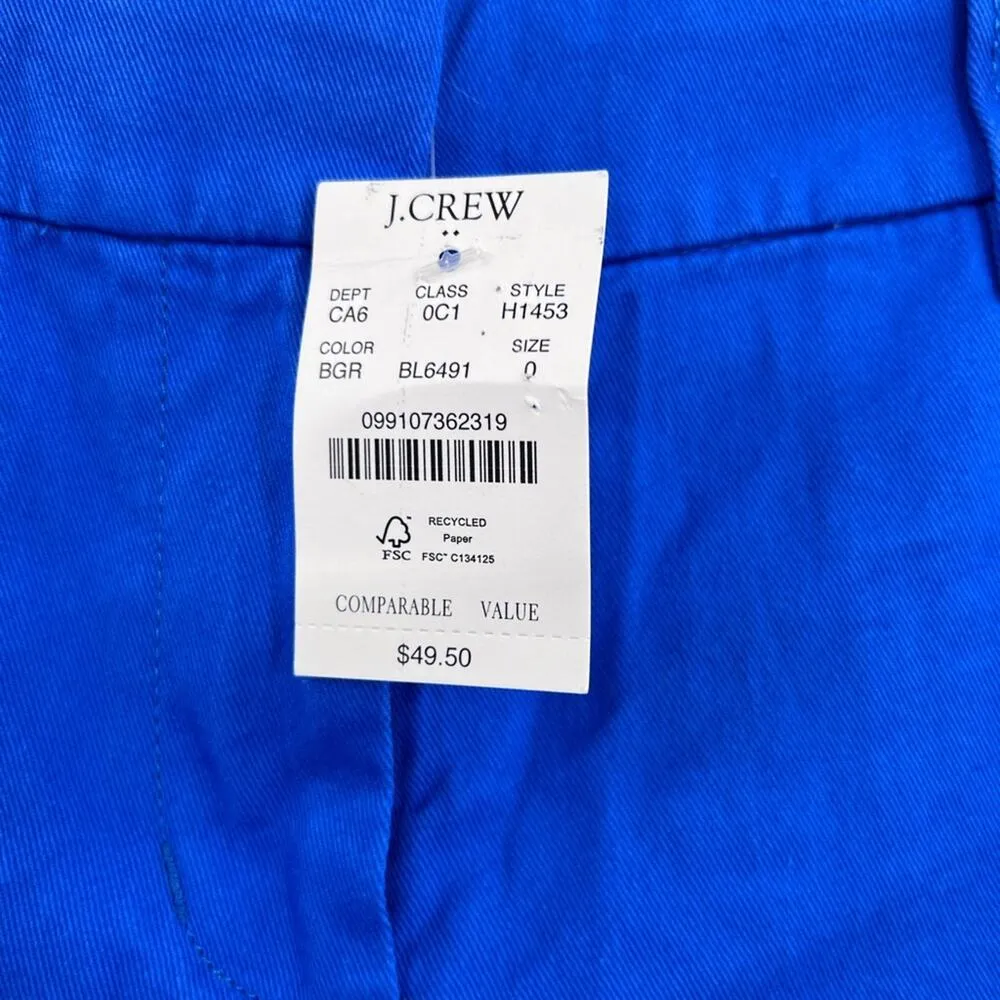 J.CREW
DEPT CLASS STYLE
CA6 0C1 H1453
COLOR SIZE
BGR BL6491 0
099107362319
RECYCLED
Paper
FSC FSC™ C134125
COMPARABLE VALUE
$49.50